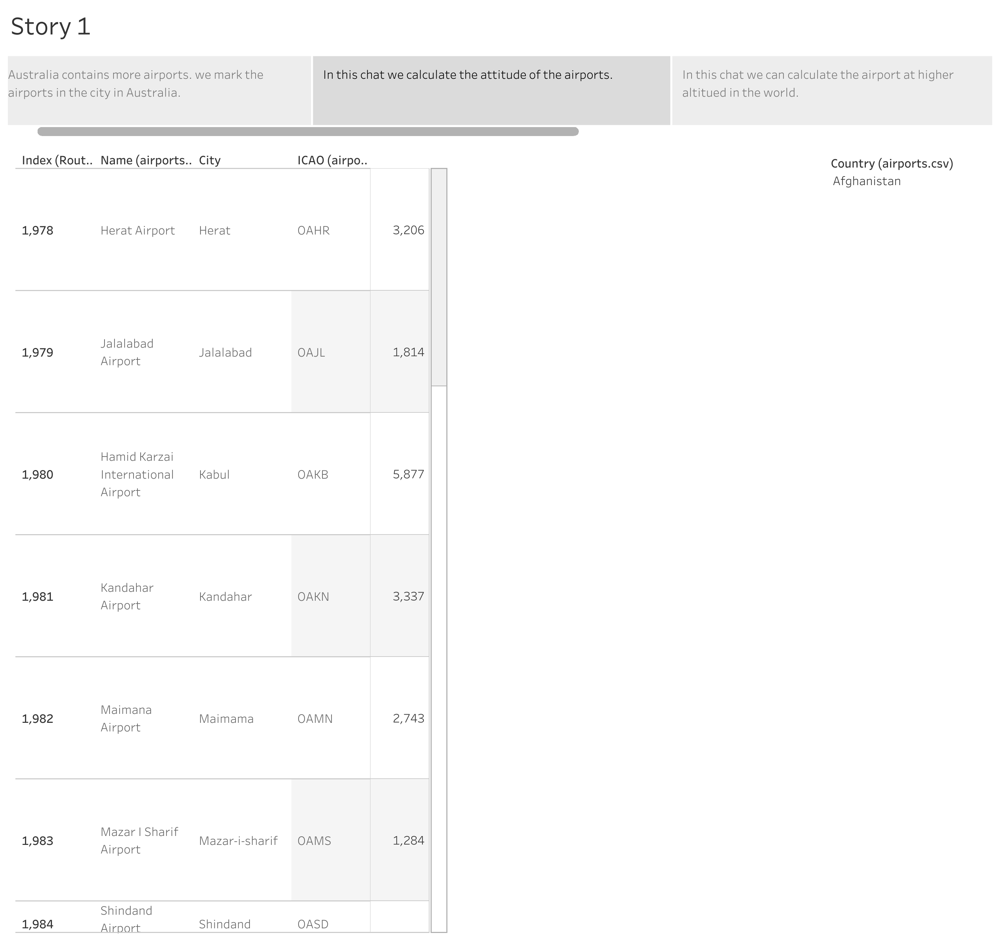 Story 1
Australia contains more airports. we mark the
airports in the city in Australia.
In this chat we calculate the attitude of the airports.
In this chat we can calculate the airport at higher
altitued in the world.
Index (Rout.. Name (airports.. City ICAO (airpo..
Country (airports.csv)
Afghanistan
1,978 Herat Airport Herat OAHR 3,206
1,979 Jalalabad
Airport Jalalabad OAJL 1,814
1,980 Hamid Karzai
International
Airport Kabul OAKB 5,877
1,981 Kandahar
Airport Kandahar OAKN 3,337
1,982 Maimana
Airport Maimama OAMN 2,743
1,983 Mazar I Sharif
Airport Mazar-i-sharif OAMS 1,284
1,984 Shindand
Airport Shindand OASD